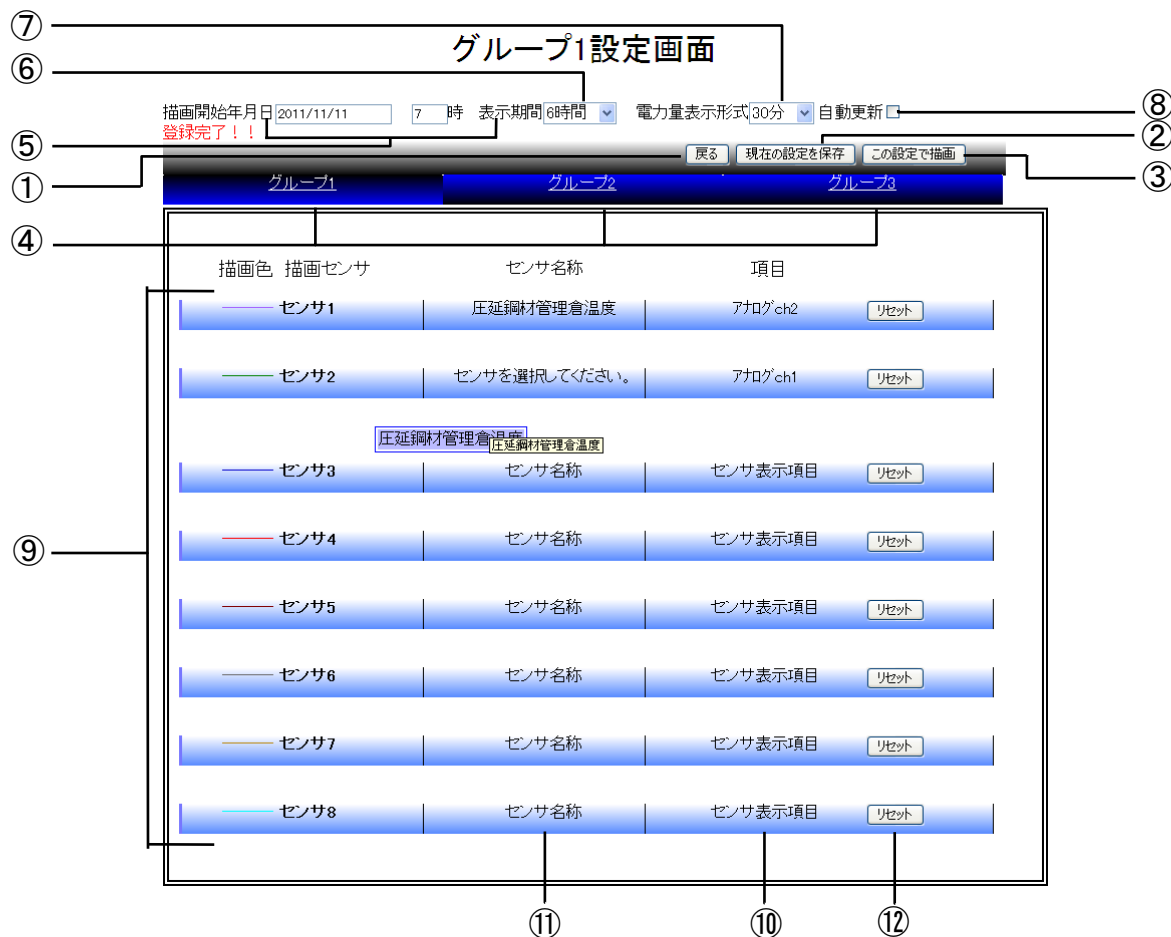 ⑦
グループ1設定画面
⑥
描画開始年月日 2011/11/11 7 時 表示期間 6時間 電力量表示形式 30分 自動更新
⑧
登録完了！！
⑤
②
戻る 現在の設定を保存 この設定で描画
①
③
グループ1 グループ2 グループ3
④
描画色 描画センサ センサ名称 項目
センサ1 圧延鋼材管理倉温度 アナログch2 リセット
センサ2 センサを選択してください。 アナログch1 リセット
圧延鋼材管理倉温度
圧延鋼材管理倉温度
センサ3 センサ名称 センサ表示項目 リセット
センサ4 センサ名称 センサ表示項目 リセット
⑨
センサ5 センサ名称 センサ表示項目 リセット
センサ6 センサ名称 センサ表示項目 リセット
センサ7 センサ名称 センサ表示項目 リセット
センサ8 センサ名称 センサ表示項目 リセット
⑪ ⑩ ⑫